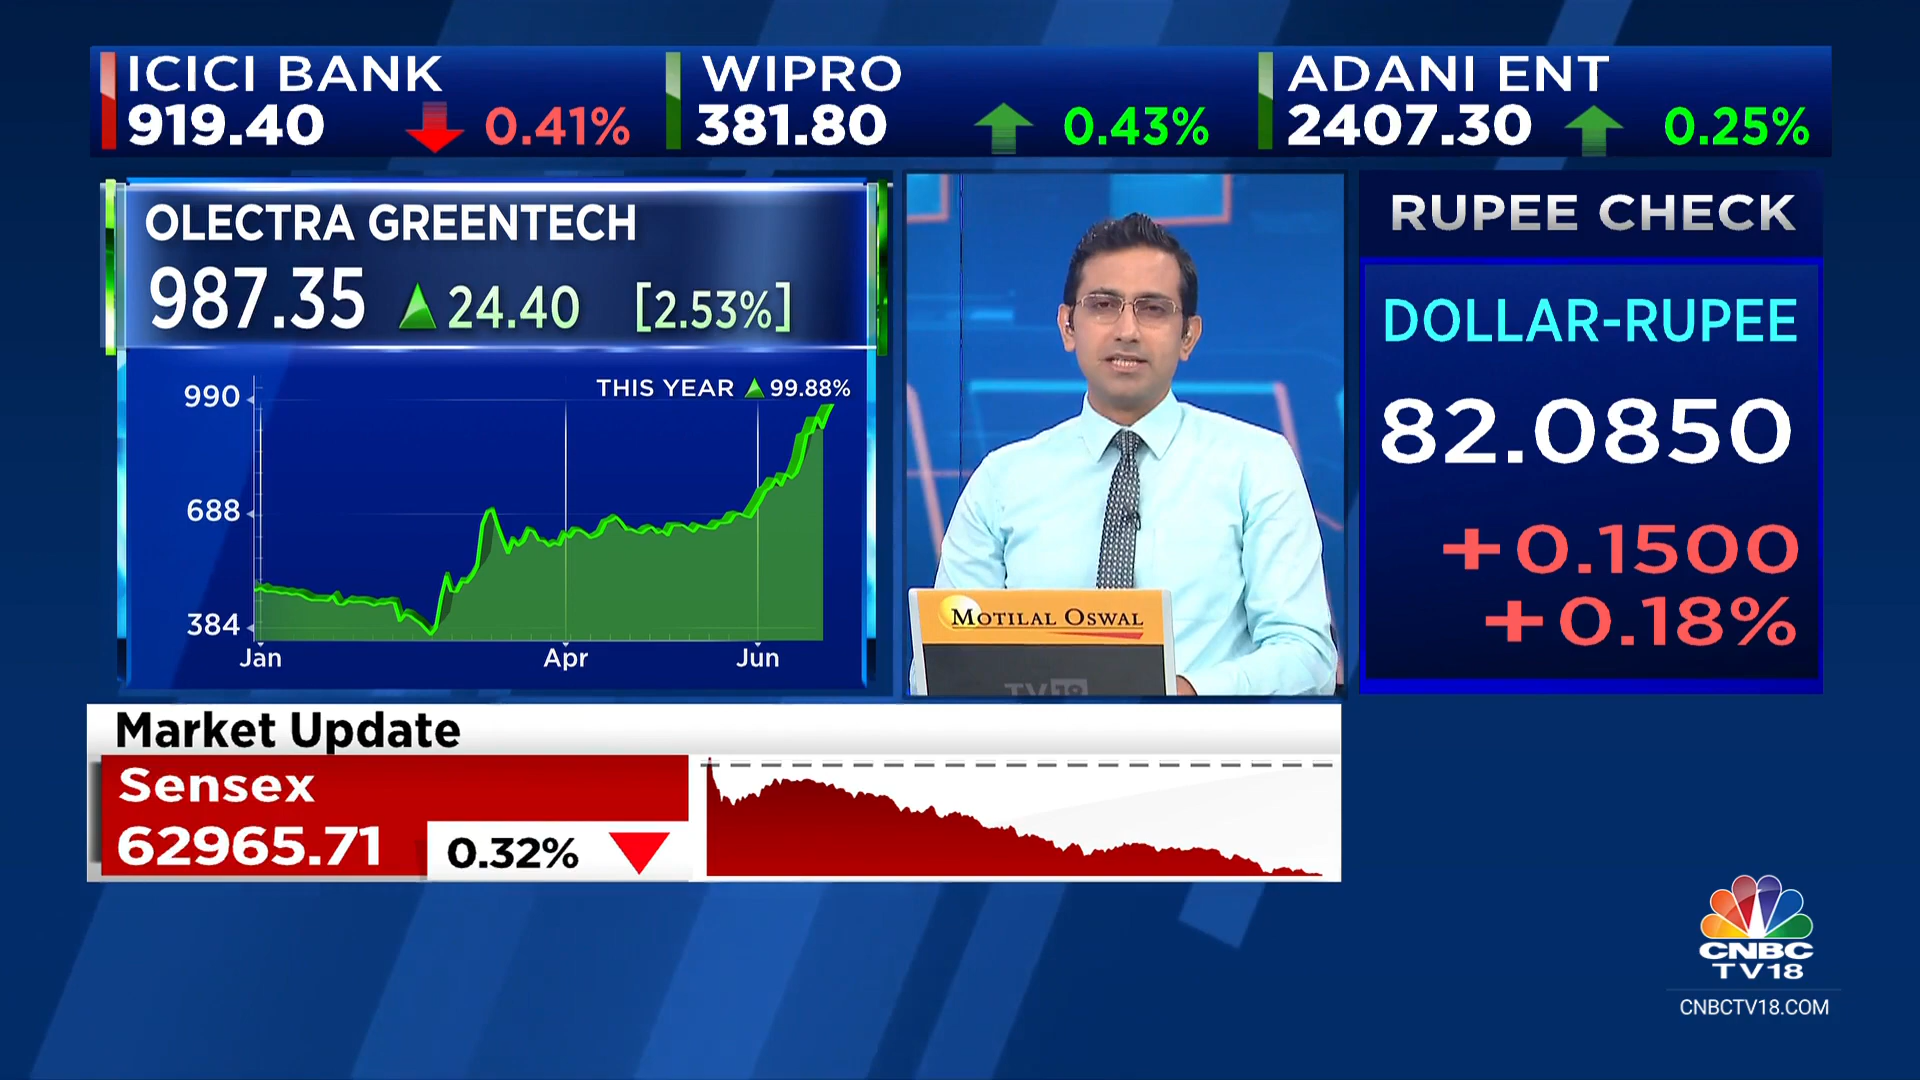 ICICI BANK
919.40 0.41%
WIPRO
381.80 0.43%
ADANI ENT
2407.30 0.25%
OLECTRA GREENTECH
987.35 ▲ 24.40 [2.53%]
THIS YEAR ▲ 99.88%
990
688
384
Jan Apr Jun
MOTILAL OSWAL
TV18
RUPEE CHECK
DOLLAR-RUPEE
82.0850
+0.1500
+0.18%
Market Update
Sensex
62965.71 0.32% ▼
CNBC
TV18
CNBCTV18.COM